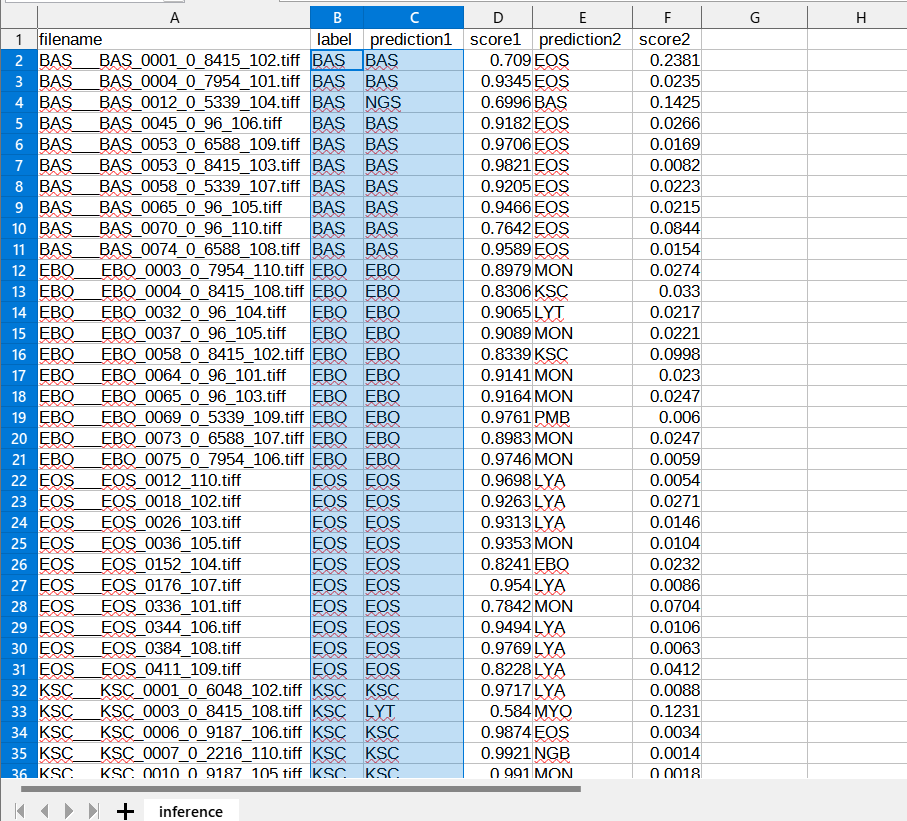 A B C D E F G H
1 filename label prediction1 score1 prediction2 score2
2 BAS___BAS_0001_0_8415_102.tiff BAS BAS 0.709 EOS 0.2381
3 BAS___BAS_0004_0_7954_101.tiff BAS BAS 0.9345 EOS 0.0235
4 BAS___BAS_0012_0_5339_104.tiff BAS NGS 0.6996 BAS 0.1425
5 BAS___BAS_0045_0_96_106.tiff BAS BAS 0.9182 EOS 0.0266
6 BAS___BAS_0053_0_6588_109.tiff BAS BAS 0.9706 EOS 0.0169
7 BAS___BAS_0053_0_8415_103.tiff BAS BAS 0.9821 EOS 0.0082
8 BAS___BAS_0058_0_5339_107.tiff BAS BAS 0.9205 EOS 0.0223
9 BAS___BAS_0065_0_96_105.tiff BAS BAS 0.9466 EOS 0.0215
10 BAS___BAS_0070_0_96_110.tiff BAS BAS 0.7642 EOS 0.0844
11 BAS___BAS_0074_0_6588_108.tiff BAS BAS 0.9589 EOS 0.0154
12 EBO___EBO_0003_0_7954_110.tiff EBO EBO 0.8979 MON 0.0274
13 EBO___EBO_0004_0_8415_108.tiff EBO EBO 0.8306 KSC 0.033
14 EBO___EBO_0032_0_96_104.tiff EBO EBO 0.9065 LYT 0.0217
15 EBO___EBO_0037_0_96_105.tiff EBO EBO 0.9089 MON 0.0221
16 EBO___EBO_0058_0_8415_102.tiff EBO EBO 0.8339 KSC 0.0998
17 EBO___EBO_0064_0_96_101.tiff EBO EBO 0.9141 MON 0.023
18 EBO___EBO_0065_0_96_103.tiff EBO EBO 0.9164 MON 0.0247
19 EBO___EBO_0069_0_5339_109.tiff EBO EBO 0.9761 PMB 0.006
20 EBO___EBO_0073_0_6588_107.tiff EBO EBO 0.8983 MON 0.0247
21 EBO___EBO_0075_0_7954_106.tiff EBO EBO 0.9746 MON 0.0059
22 EOS___EOS_0012_110.tiff EOS EOS 0.9698 LYA 0.0054
23 EOS___EOS_0018_102.tiff EOS EOS 0.9263 LYA 0.0271
24 EOS___EOS_0026_103.tiff EOS EOS 0.9313 LYA 0.0146
25 EOS___EOS_0036_105.tiff EOS EOS 0.9353 MON 0.0104
26 EOS___EOS_0152_104.tiff EOS EOS 0.8241 EBO 0.0232
27 EOS___EOS_0176_107.tiff EOS EOS 0.954 LYA 0.0086
28 EOS___EOS_0336_101.tiff EOS EOS 0.7842 MON 0.0704
29 EOS___EOS_0344_106.tiff EOS EOS 0.9494 LYA 0.0106
30 EOS___EOS_0384_108.tiff EOS EOS 0.9769 LYA 0.0063
31 EOS___EOS_0411_109.tiff EOS EOS 0.8228 LYA 0.0412
32 KSC___KSC_0001_0_6048_102.tiff KSC KSC 0.9717 LYA 0.0088
33 KSC___KSC_0003_0_8415_108.tiff KSC LYT 0.584 MYO 0.1231
34 KSC___KSC_0006_0_9187_106.tiff KSC KSC 0.9874 EOS 0.0034
35 KSC___KSC_0007_0_2216_110.tiff KSC KSC 0.9921 NGB 0.0014
36 KSC___KSC_0010_0_9187_105.tiff KSC KSC 0.991 MON 0.0018
inference